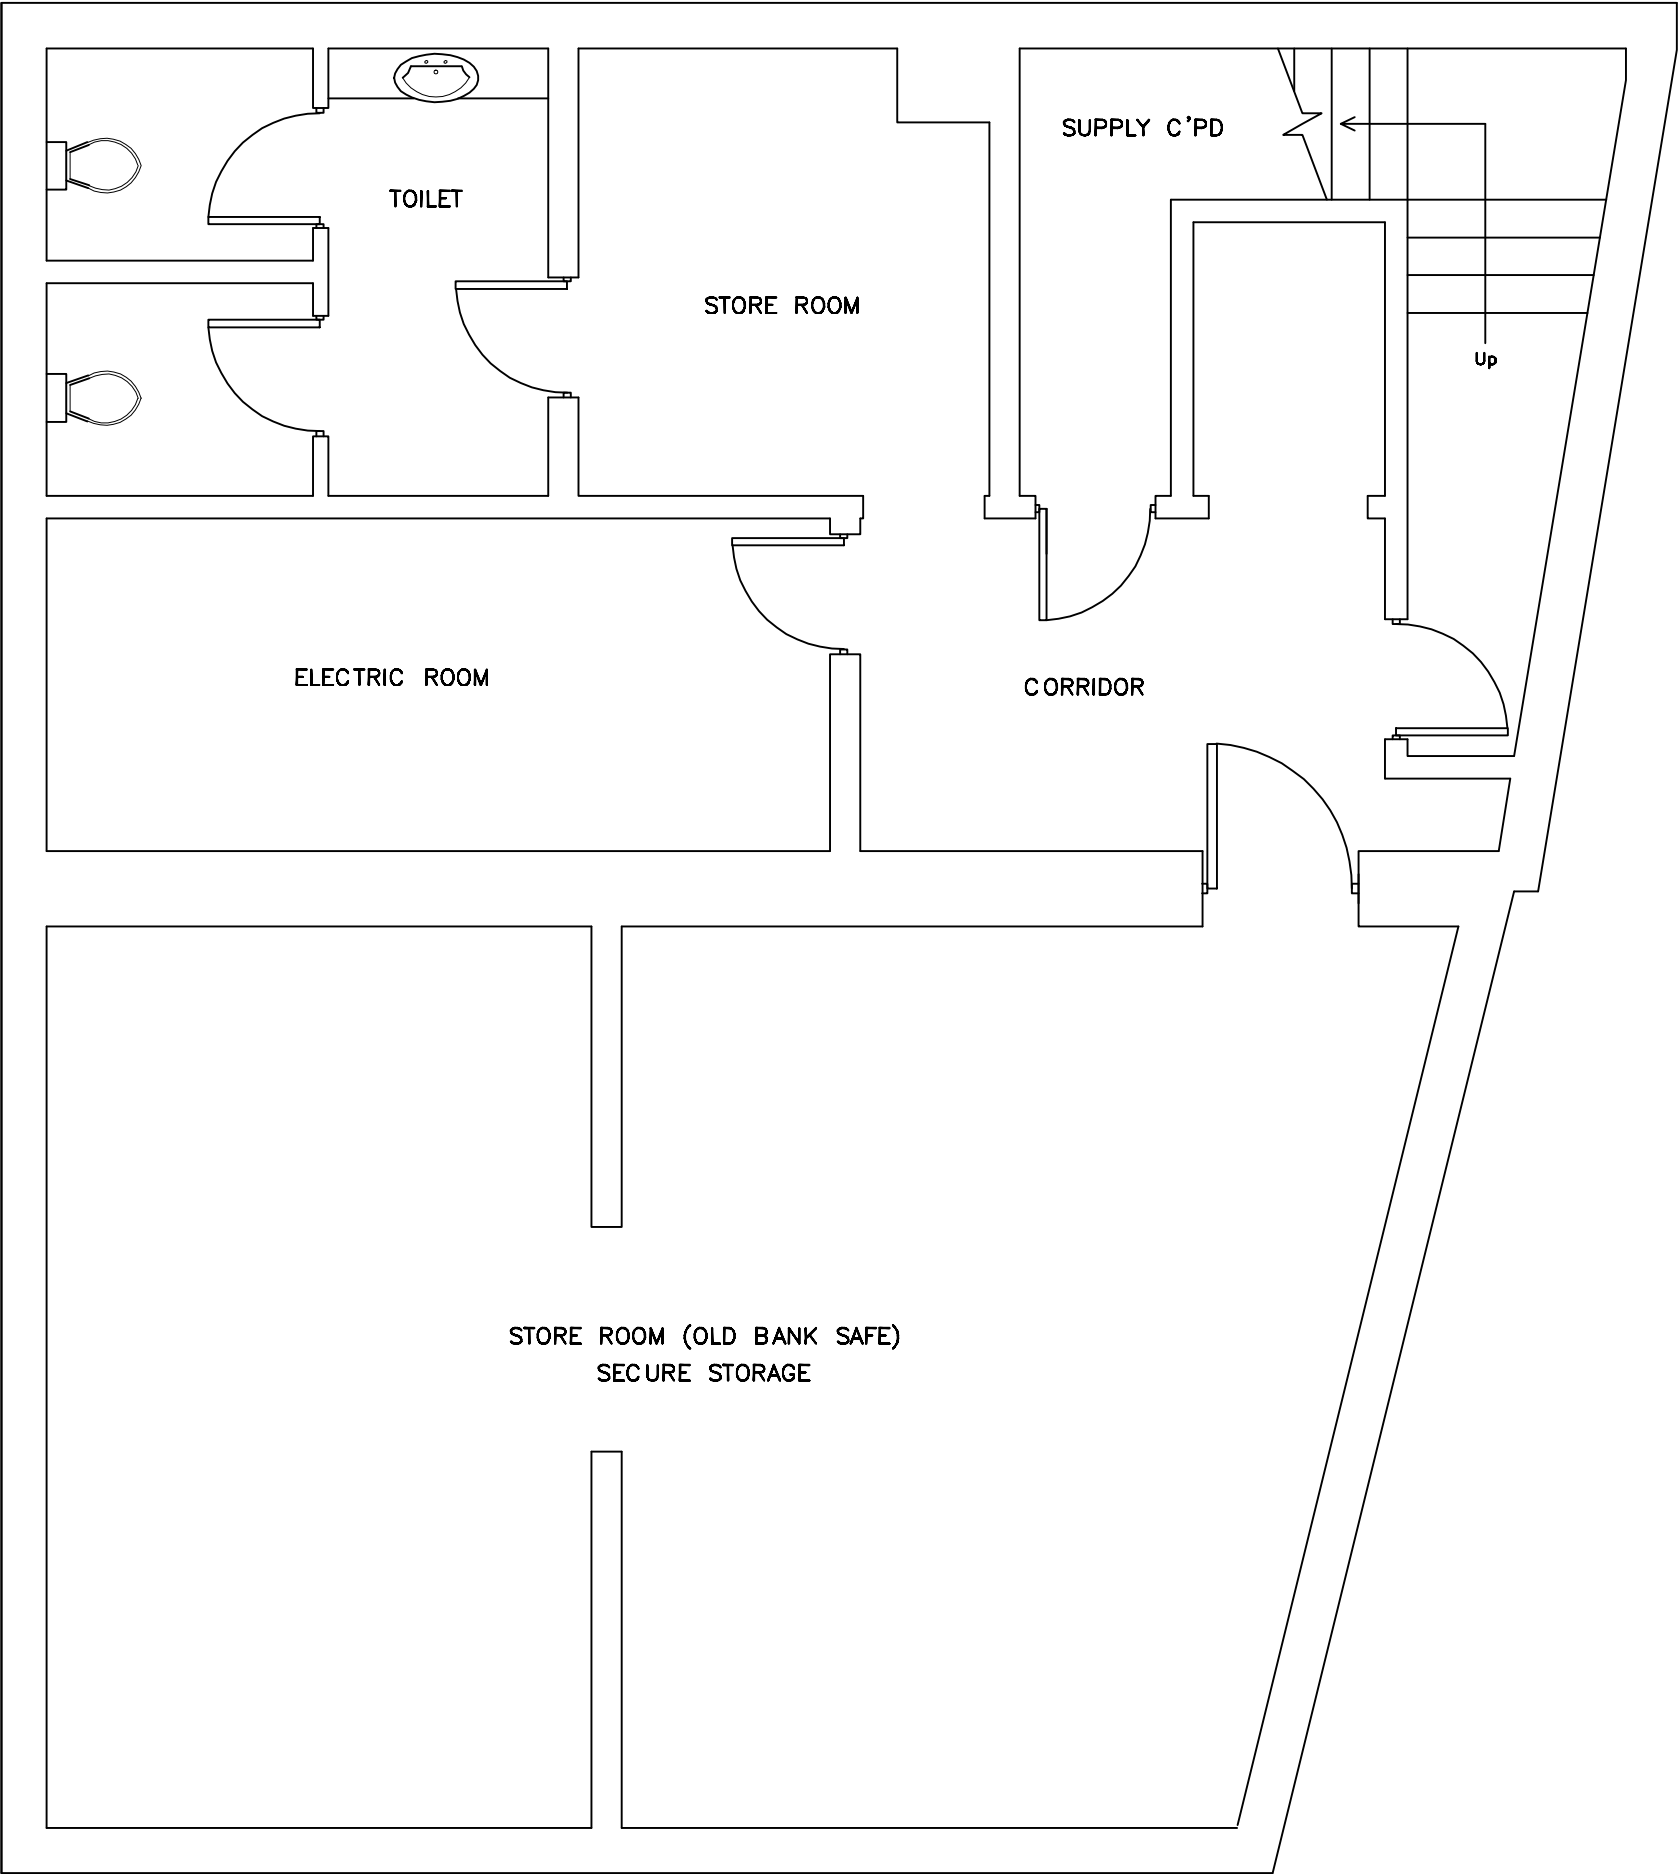 SUPPLY C'PD
TOILET
STORE ROOM
Up
ELECTRIC ROOM
CORRIDOR
STORE ROOM (OLD BANK SAFE)
SECURE STORAGE